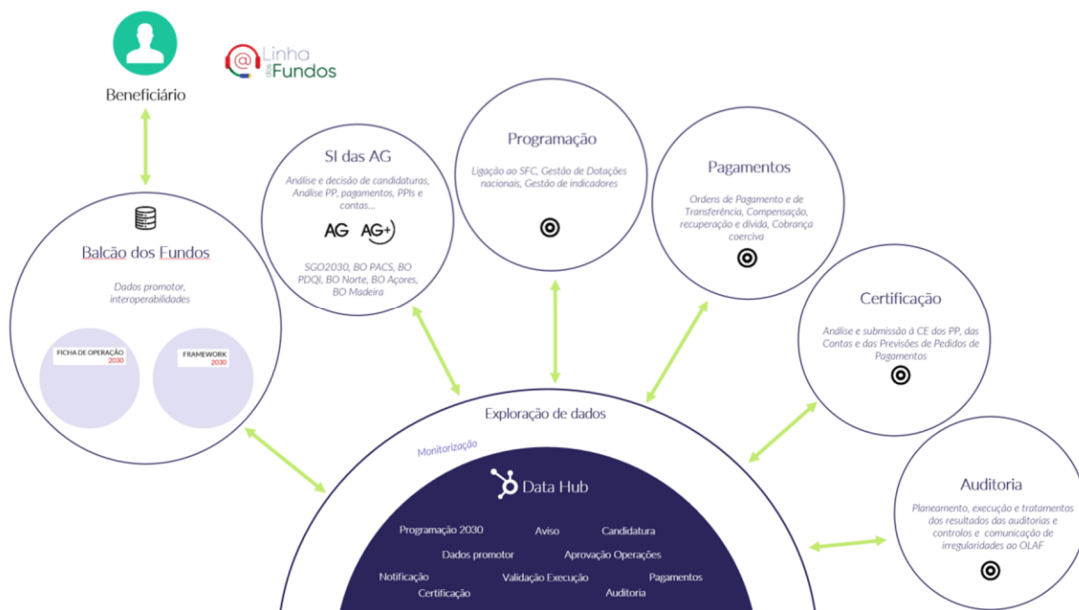 @ Linha
dos Fundos
Beneficiário
Balcão dos Fundos
Dados promotor,
interoperabilidades
FICHA DE OPERAÇÃO
2030
FRAMEWORK
2030
SI das AG
Análise e decisão de candidaturas,
Análise PP, pagamentos, PPIs e
contas...
AG AG+
SGO2030, BO PACS, BO
PDQI, BO Norte, BO Açores,
BO Madeira
Programação
Ligação ao SFC, Gestão de Dotações
nacionais, Gestão de indicadores
Pagamentos
Ordens de Pagamento e de
Transferência, Compensação,
recuperação e dívida, Cobrança
coerciva
Certificação
Análise e submissão à CE dos PP, das
Contas e das Previsões de Pedidos de
Pagamentos
Auditoria
Planeamento, execução e tratamentos
dos resultados das auditorias e
controlos e comunicação de
irregularidades ao OLAF
Exploração de dados
Monitorização
Data Hub
Programação 2030 Aviso Candidatura
Dados promotor Aprovação Operações
Notificação Validação Execução Pagamentos
Certificação Auditoria